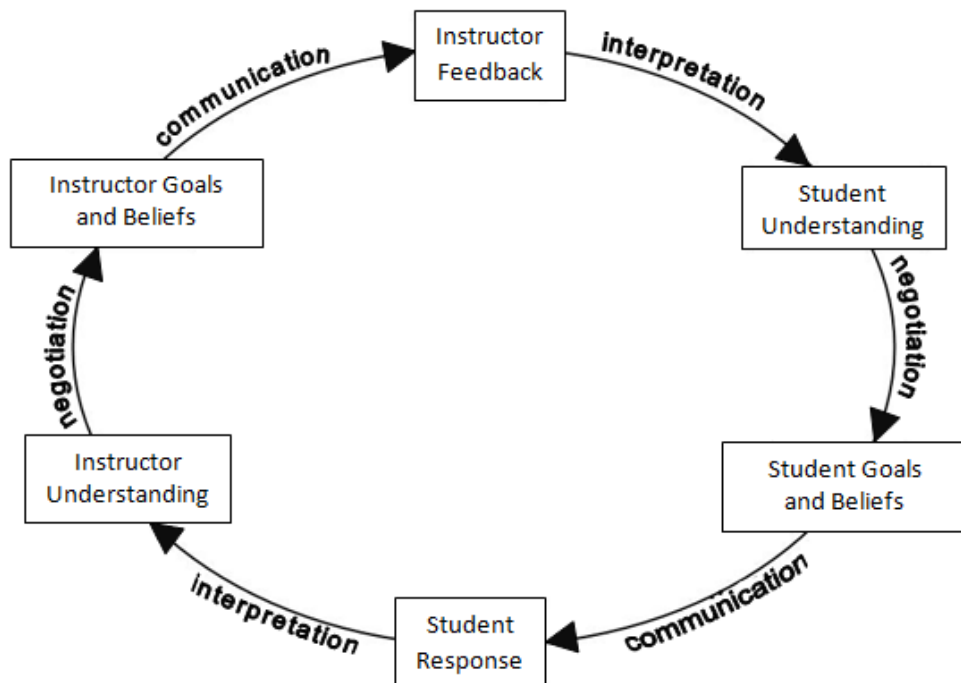 Instructor
Feedback
interpretation
Student
Understanding
negotiation
Student Goals
and Beliefs
communication
Student
Response
interpretation
Instructor
Understanding
negotiation
Instructor Goals
and Beliefs
communication